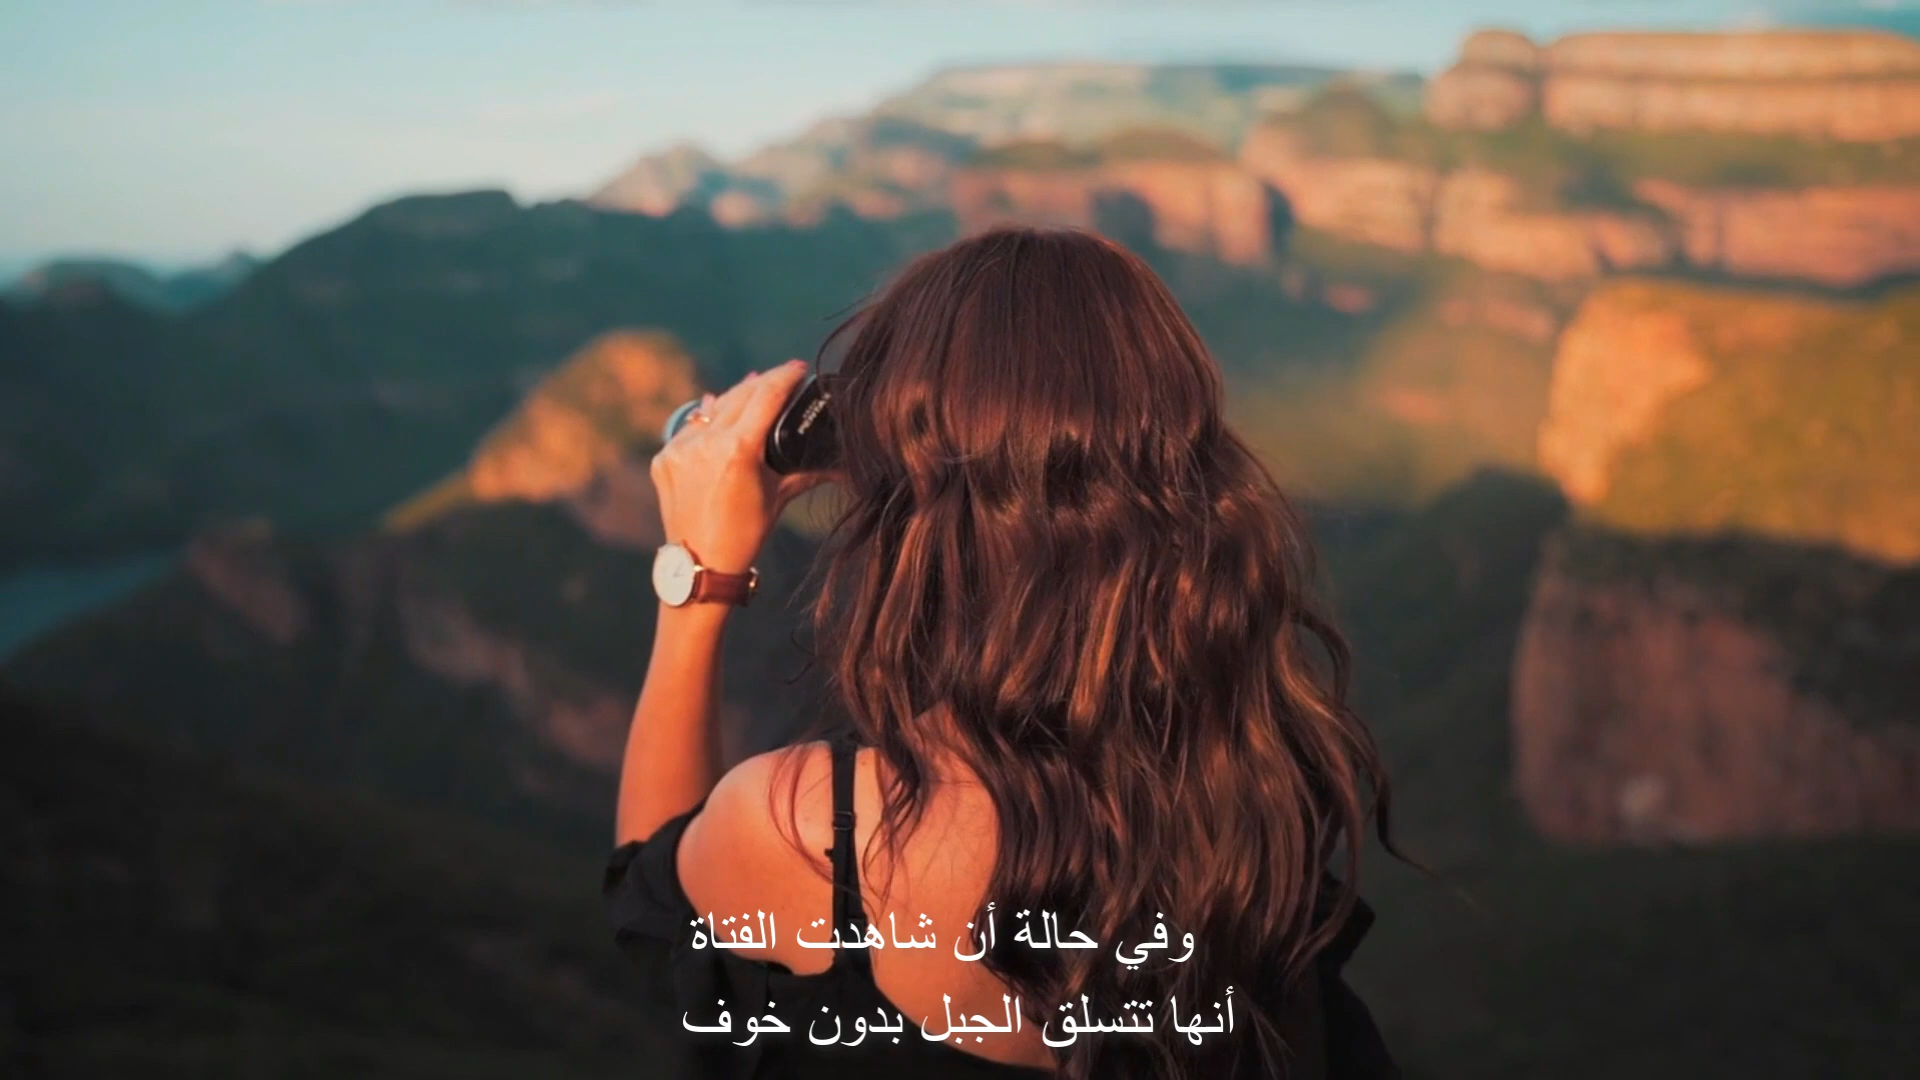 وفي حالة أن شاهدت الفتاة
أنها تتسلق الجبل بدون خوف